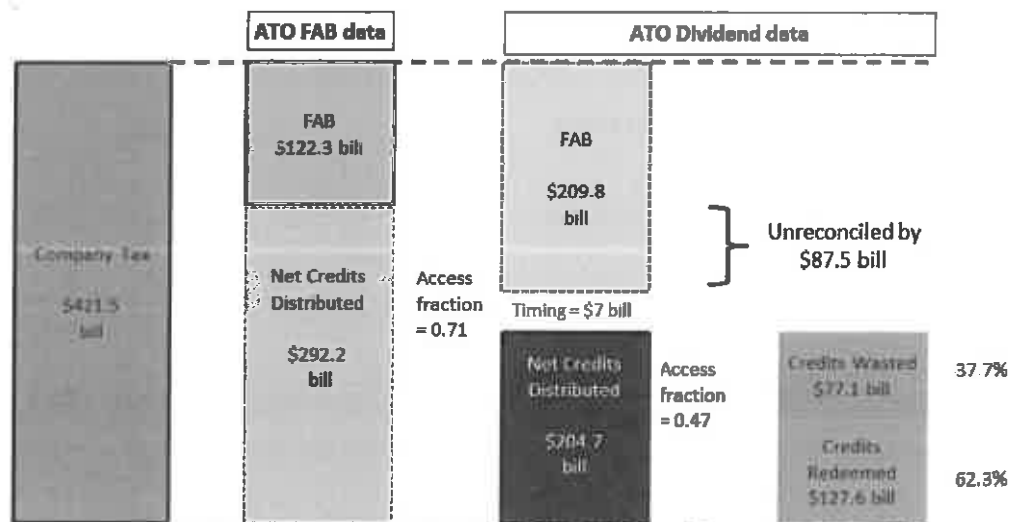 ATO FAB data
ATO Dividend data
Company Tax
$421.5
bill
FAB
$122.3 bill
Net Credits
Distributed
$292.2
bill
Access
fraction
= 0.71
FAB
$209.8
bill
Timing = $7 bill
Net Credits
Distributed
$204.7
bill
Access
fraction
= 0.47
Unreconciled by
$87.5 bill
Credits Wasted
$77.1 bill
Credits
Redeemed
$127.6 bill
37.7%
62.3%